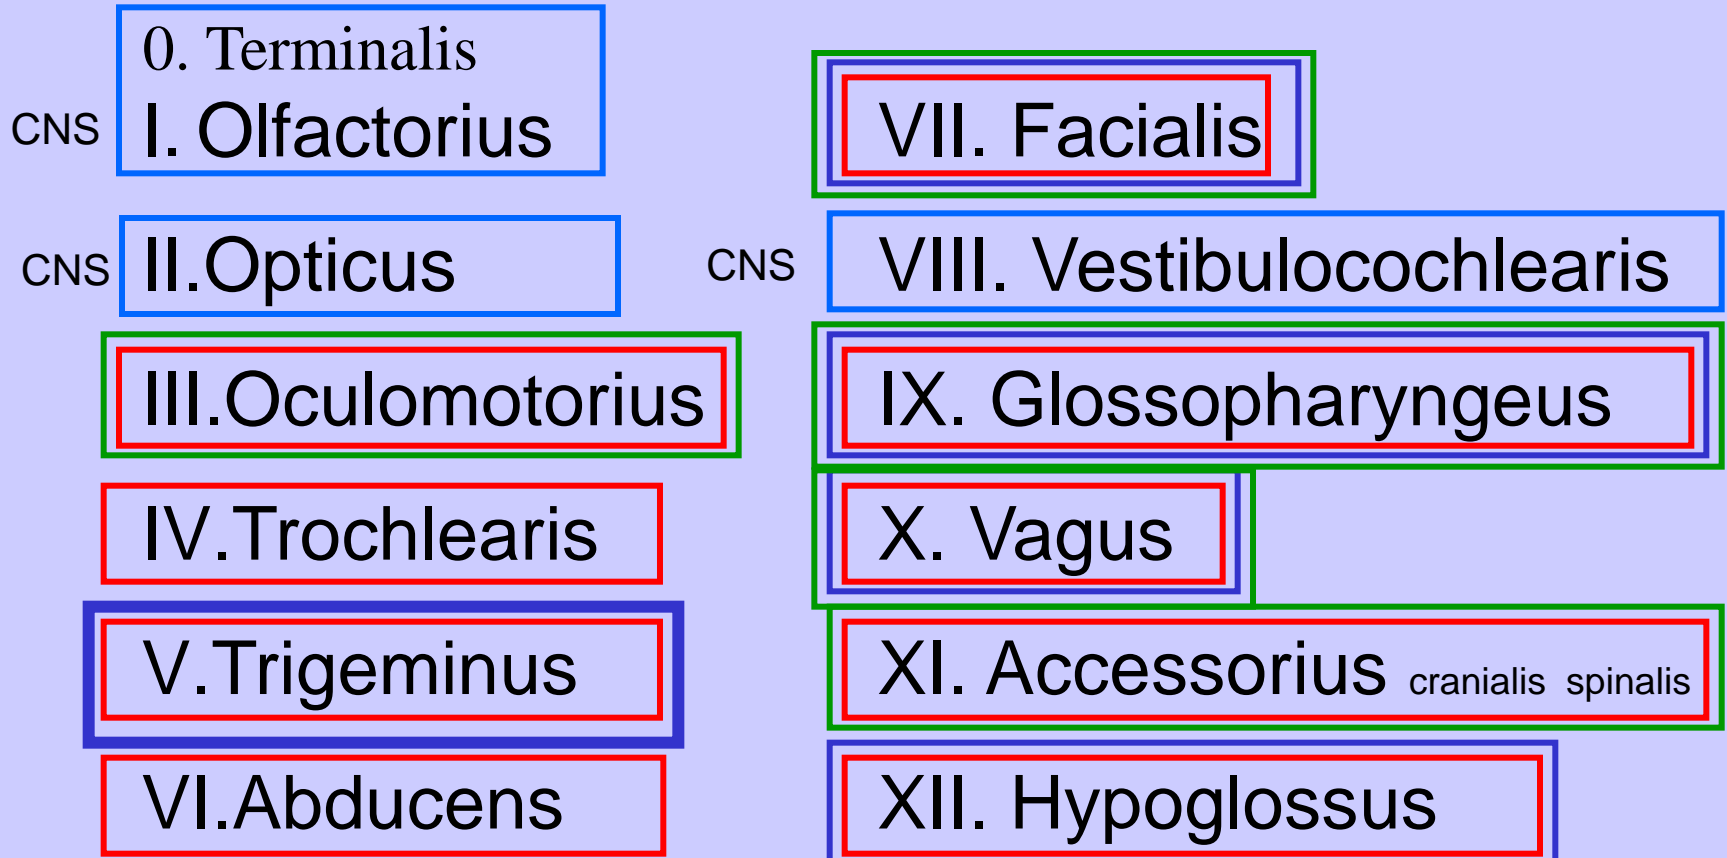 0. Terminalis
CNS I. Olfactorius
CNS II.Opticus
III.Oculomotorius
IV.Trochlearis
V.Trigeminus
VI.Abducens
VII. Facialis
CNS VIII. Vestibulocochlearis
IX. Glossopharyngeus
X. Vagus
XI. Accessorius cranialis spinalis
XII. Hypoglossus